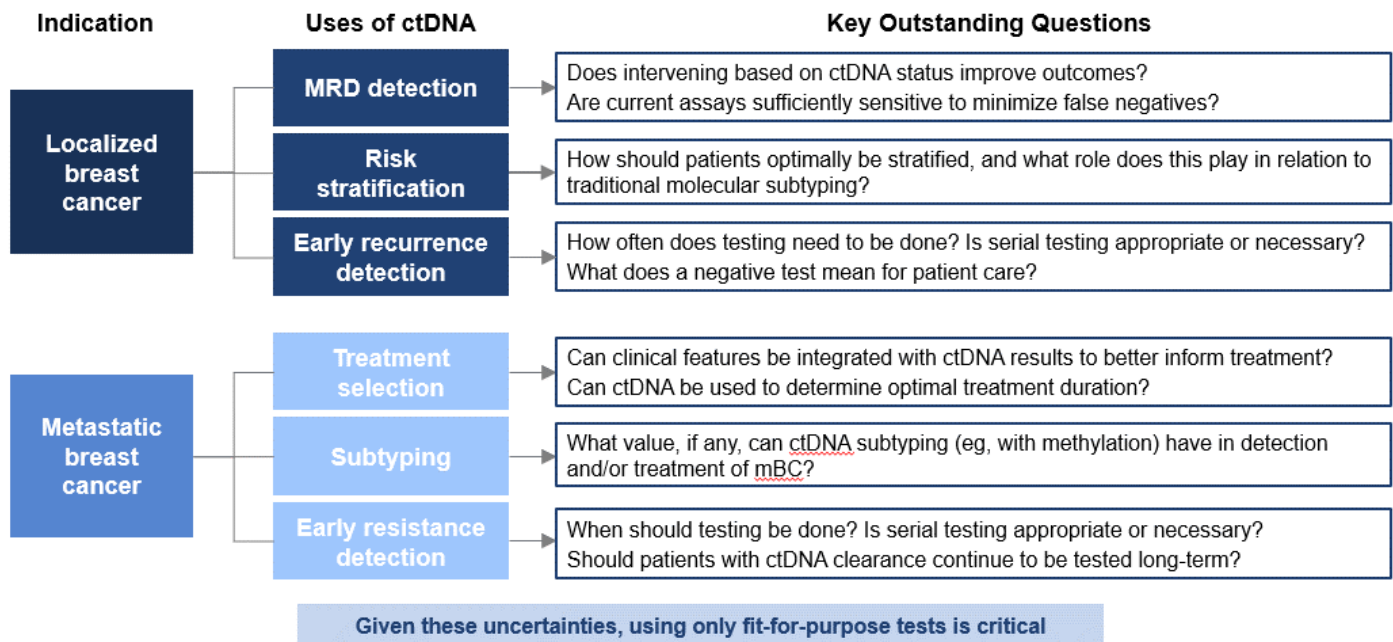 Indication
Uses of ctDNA
Key Outstanding Questions
Localized
breast
cancer
MRD detection
Does intervening based on ctDNA status improve outcomes?
Are current assays sufficiently sensitive to minimize false negatives?
Risk
stratification
How should patients optimally be stratified, and what role does this play in relation to
traditional molecular subtyping?
Early recurrence
detection
How often does testing need to be done? Is serial testing appropriate or necessary?
What does a negative test mean for patient care?
Metastatic
breast
cancer
Treatment
selection
Can clinical features be integrated with ctDNA results to better inform treatment?
Can ctDNA be used to determine optimal treatment duration?
Subtyping
What value, if any, can ctDNA subtyping (eg, with methylation) have in detection
and/or treatment of mBC?
Early resistance
detection
When should testing be done? Is serial testing appropriate or necessary?
Should patients with ctDNA clearance continue to be tested long-term?
Given these uncertainties, using only fit-for-purpose tests is critical